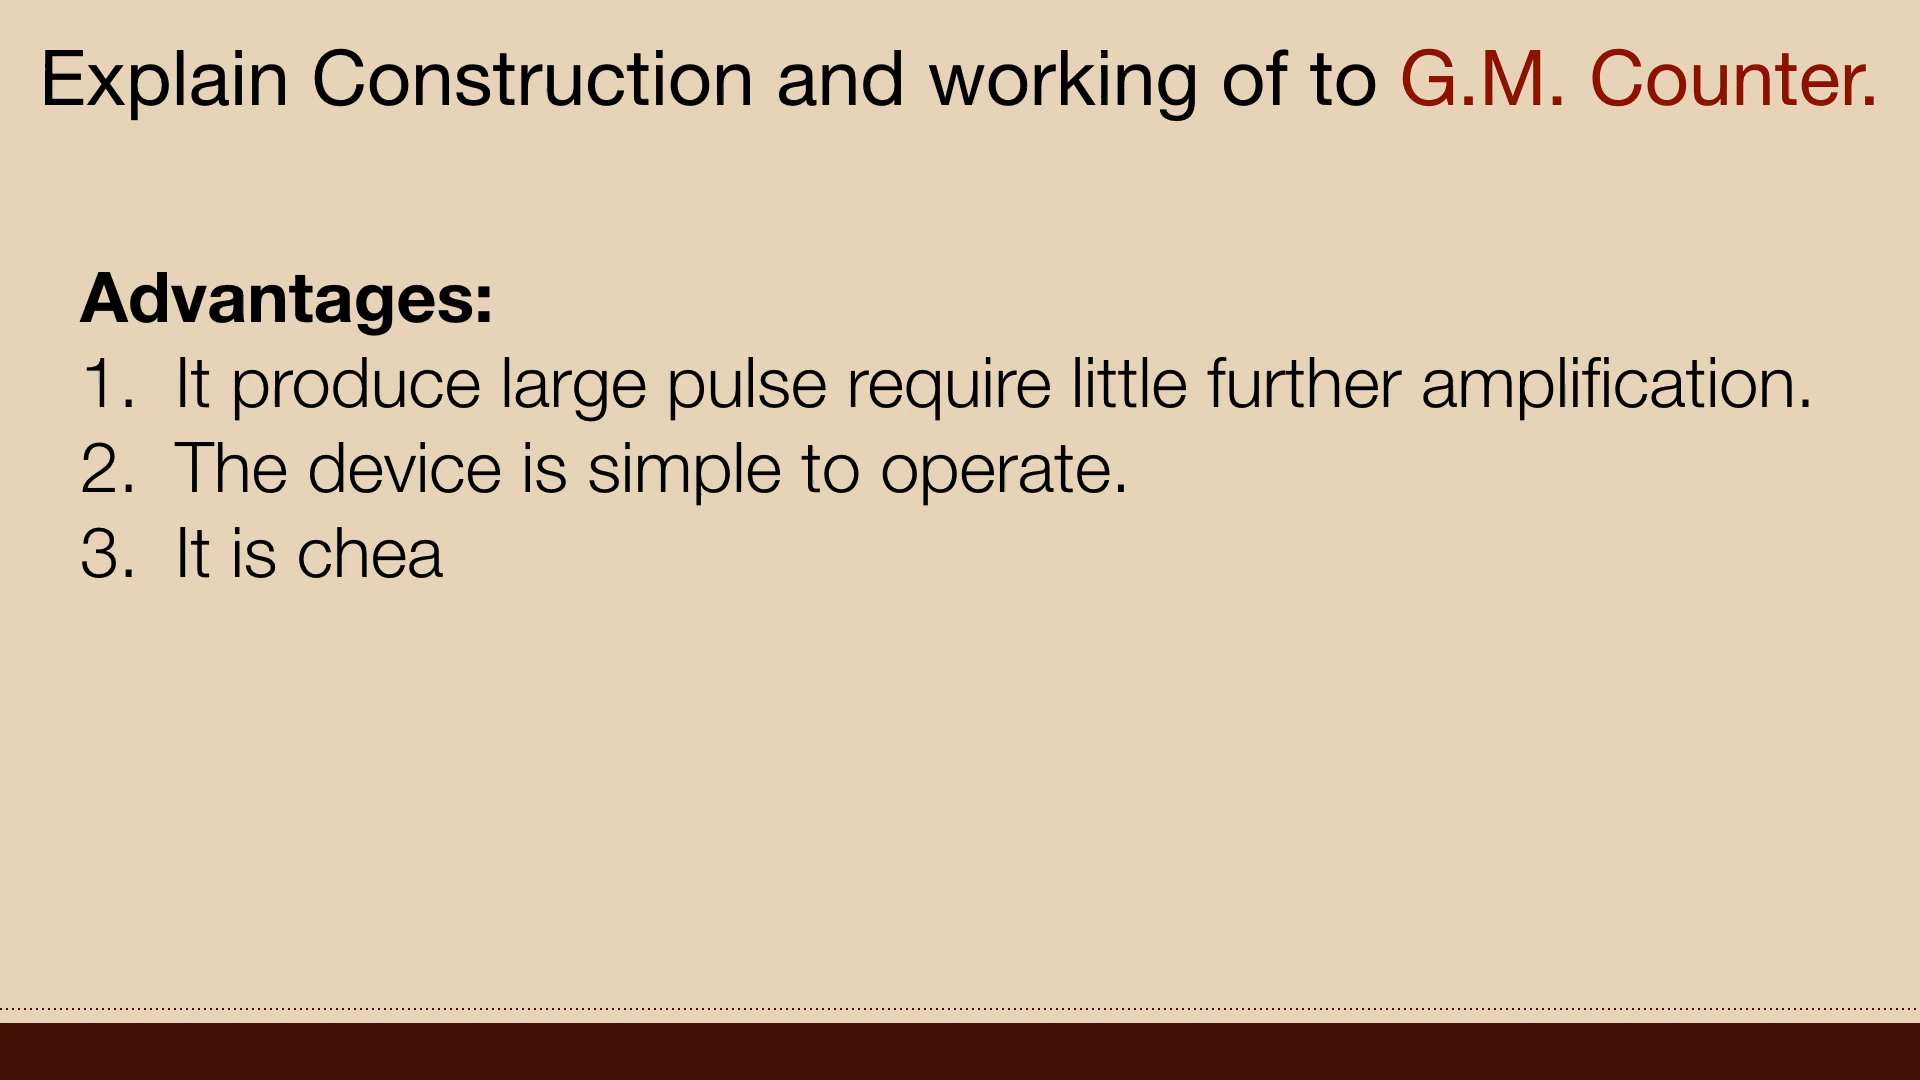 Explain Construction and working of to G.M. Counter.
Advantages:
1. It produce large pulse require little further amplification.
2. The device is simple to operate.
3. It is chea